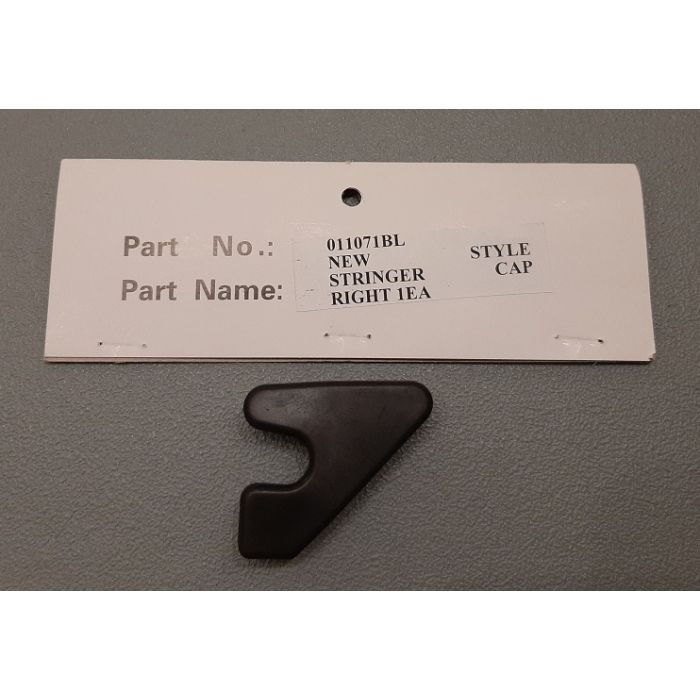 Part No.: 011071BL
NEW STYLE
Part Name: STRINGER CAP
RIGHT 1EA